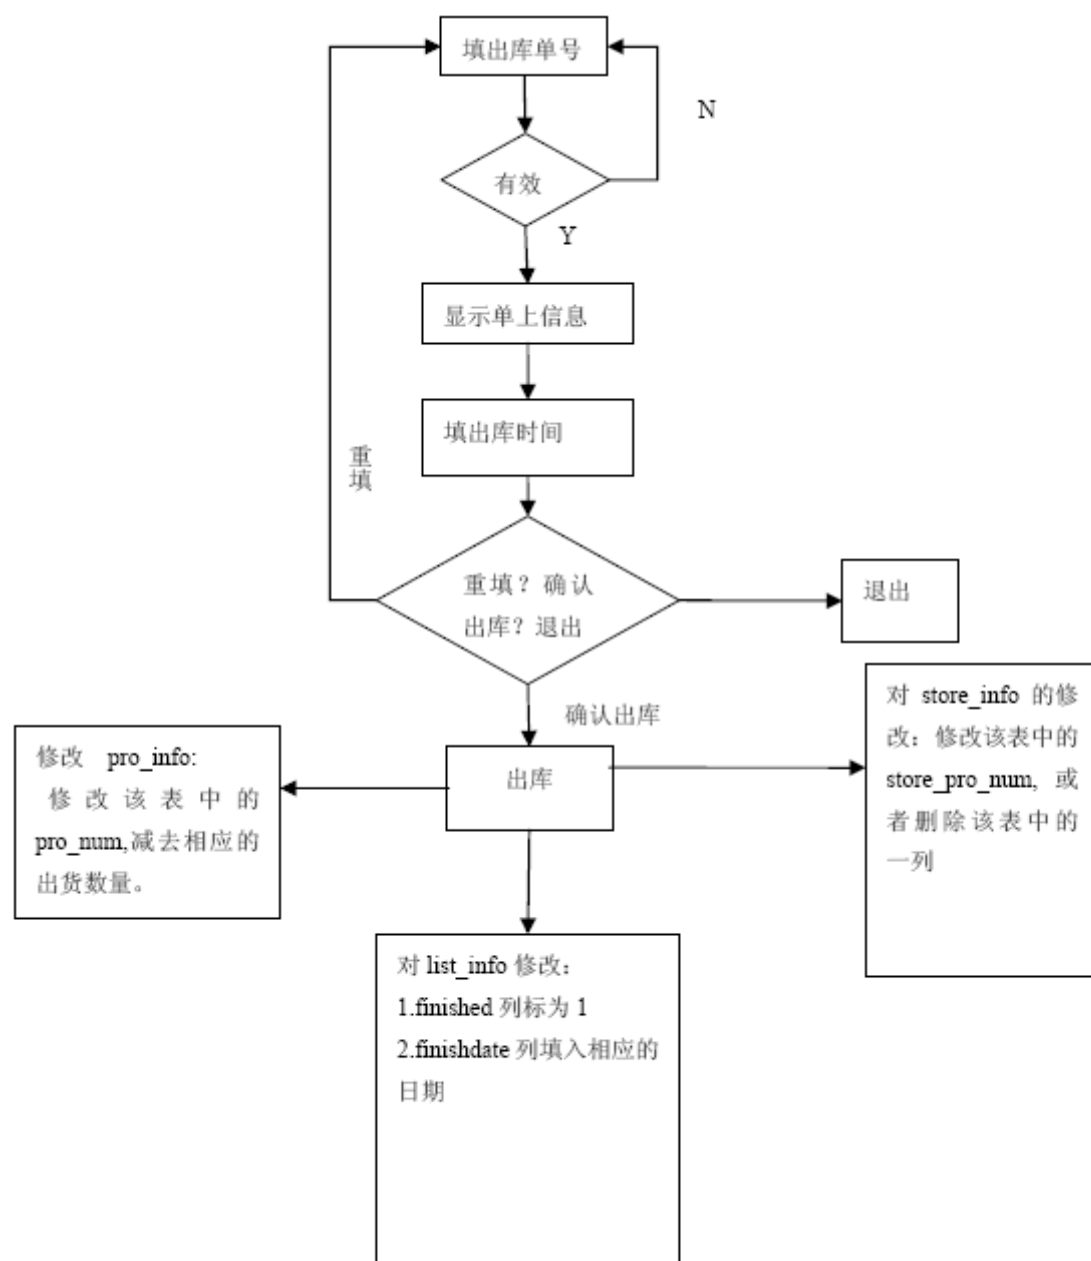 填出库单号
N
有效
Y
显示单上信息
填出库时间
重
填
重填？确认
出库？退出
退出
确认出库
对 store_info 的修
改：修改该表中的
store_pro_num, 或
者删除该表中的
一列
修改 pro_info:
修改该表中的
pro_num,减去相应的
出货数量。
出库
对 list_info 修改：
1.finished 列标为 1
2.finishdate 列填入相应的
日期